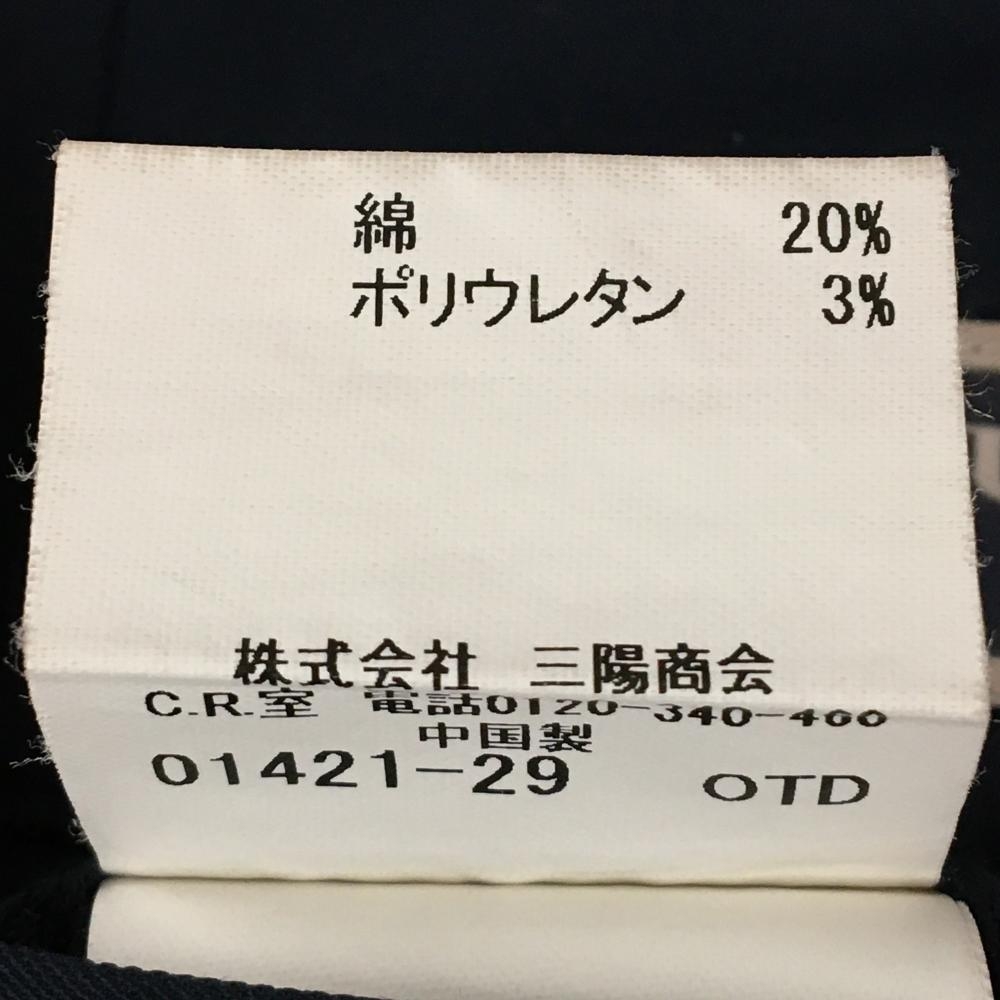 綿 20%
ポリウレタン 3%
株式会社 三陽商会
C.R.室 電話0120-340-460
中国製
01421-29 OTD